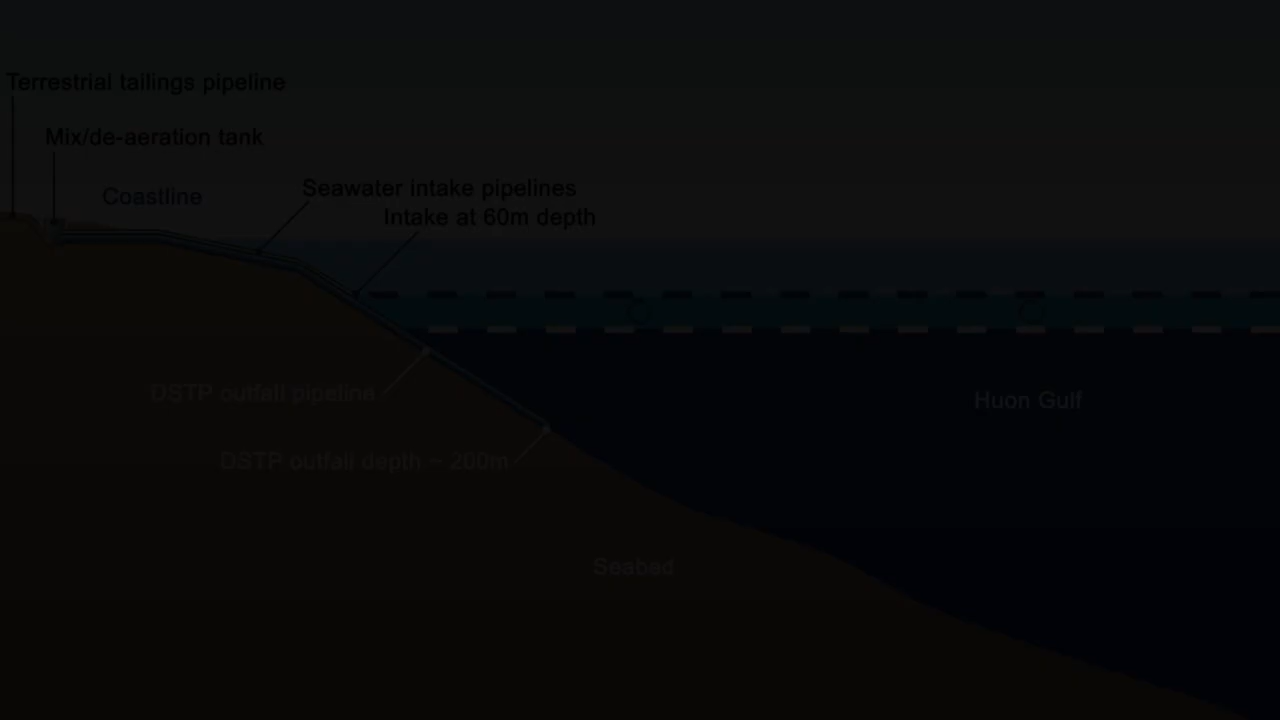 Terrestrial tailings pipeline
Mix/de-aeration tank
Coastline
Seawater intake pipelines
Intake at 60m depth
DSTP outfall pipeline
Huon Gulf
DSTP outfall depth ~ 200m
Seabed